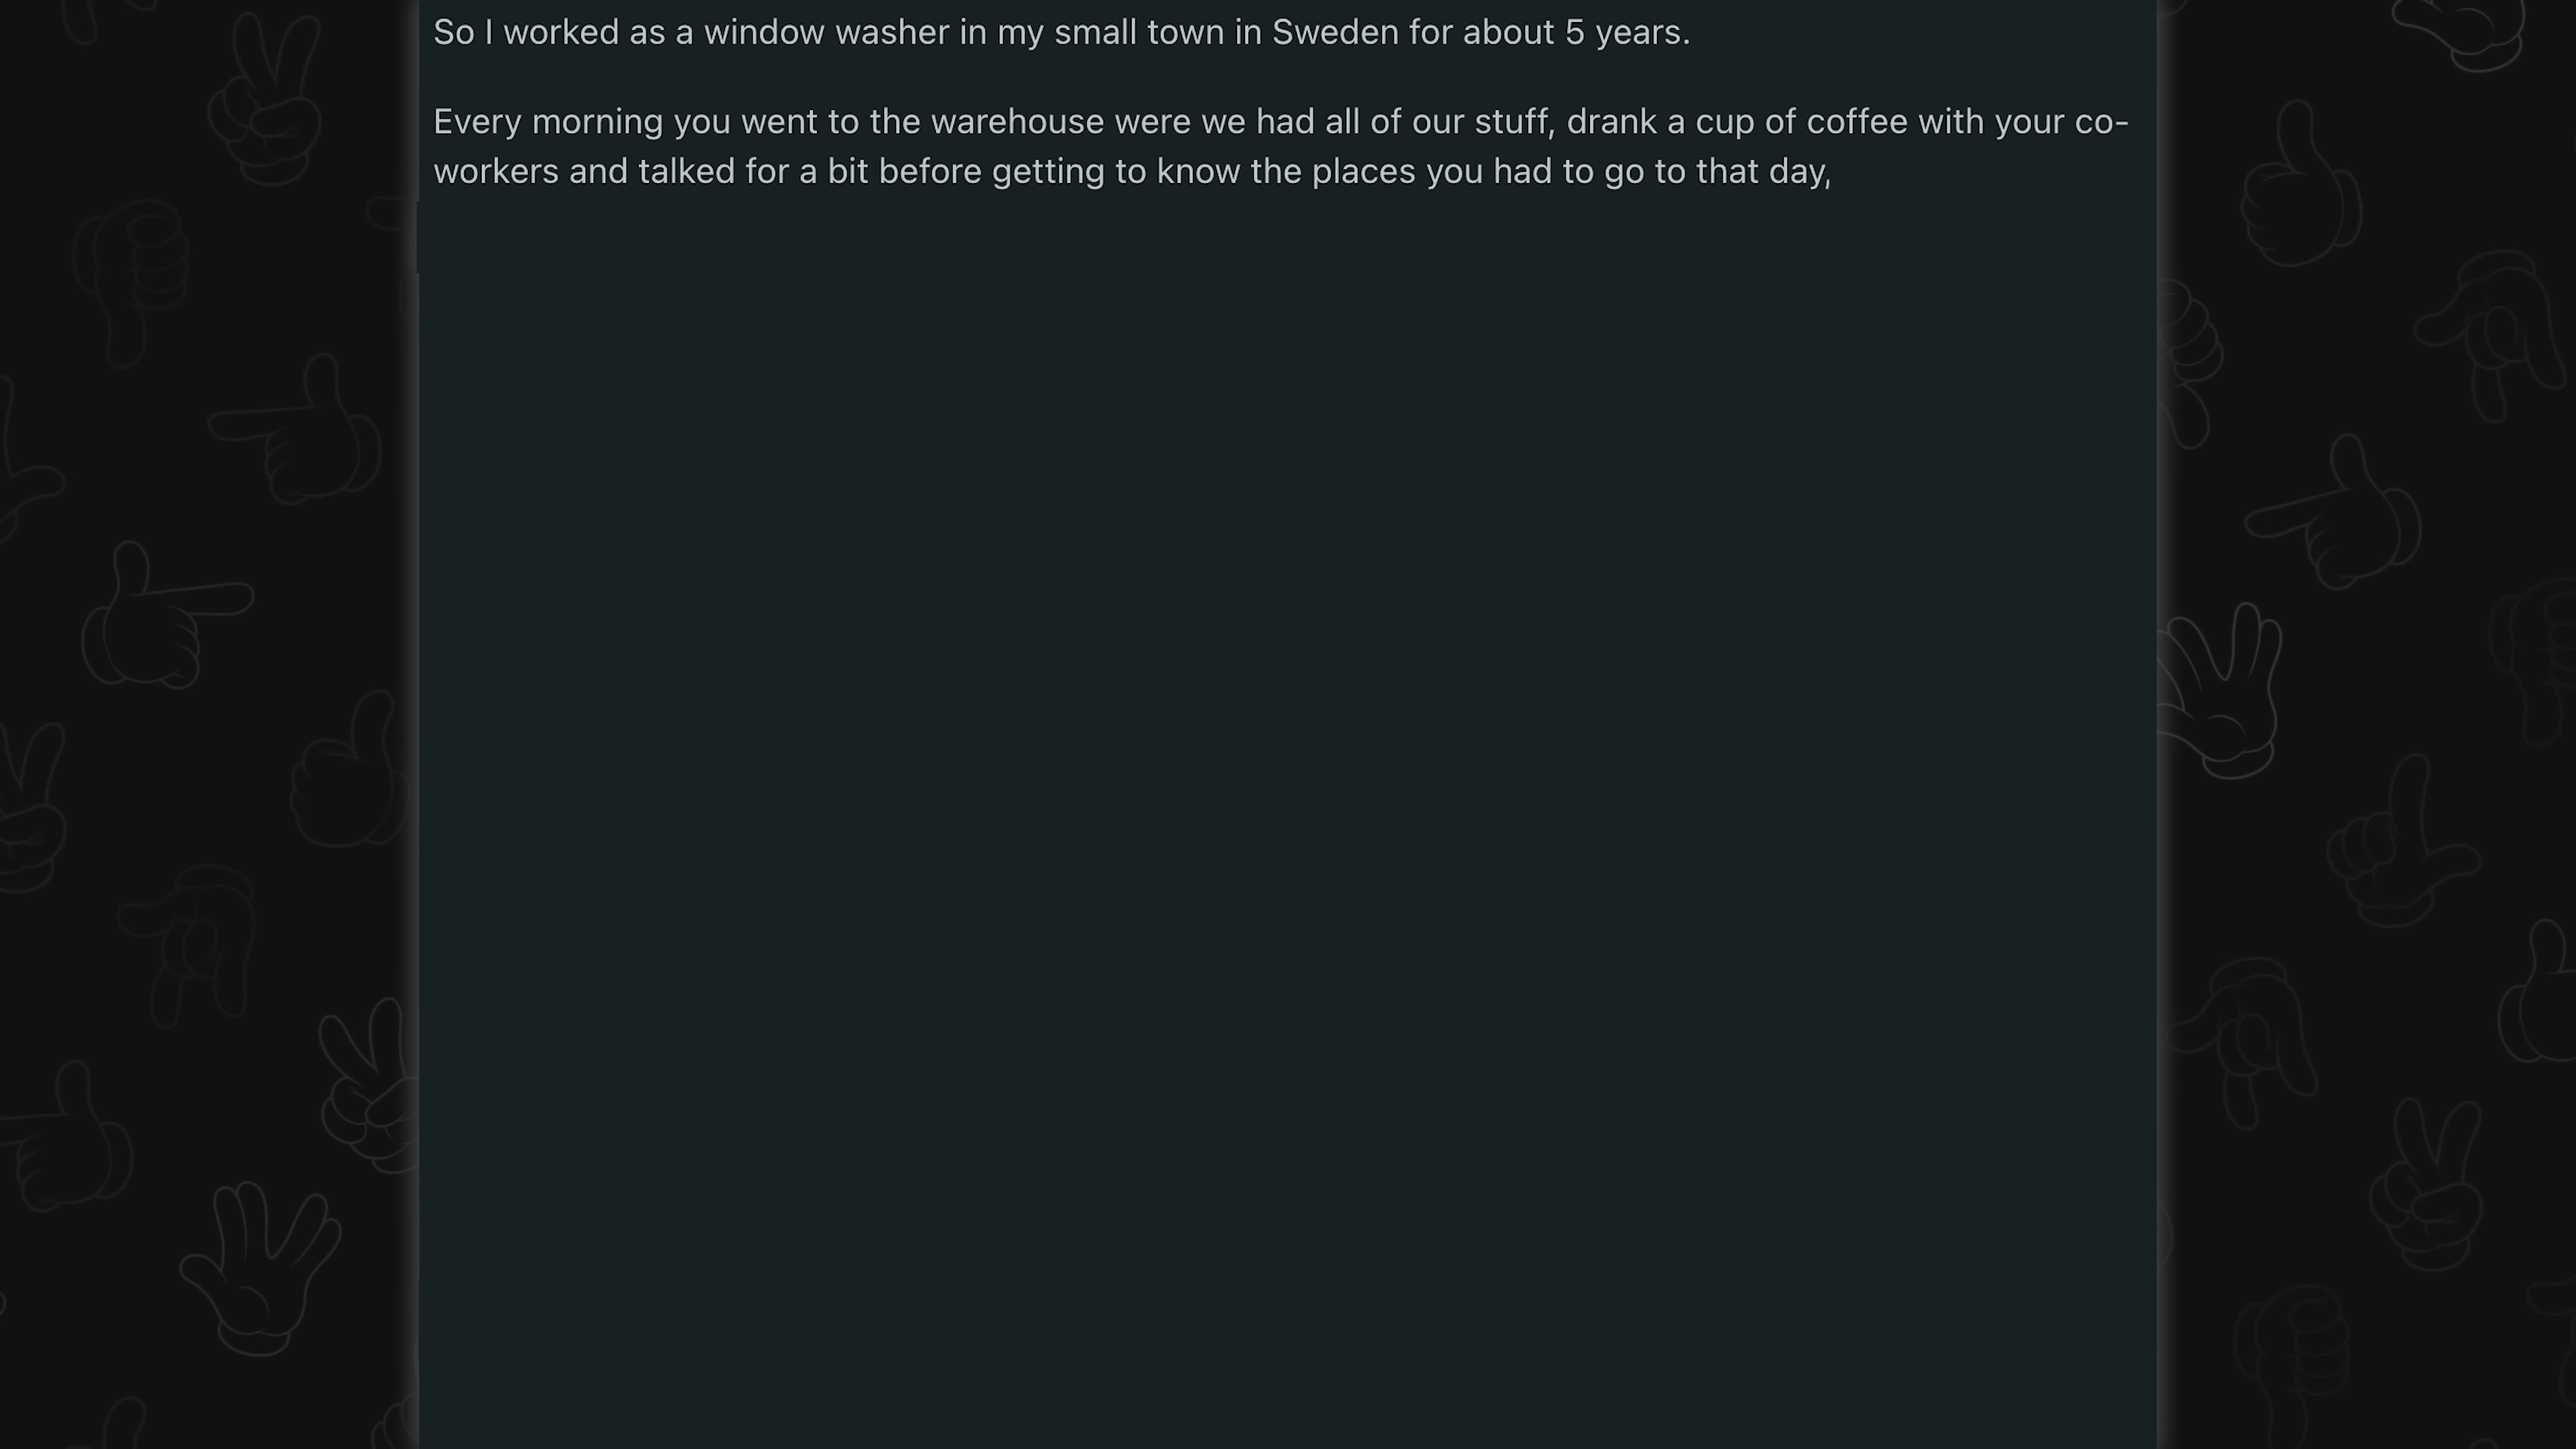 So I worked as a window washer in my small town in Sweden for about 5 years.
Every morning you went to the warehouse were we had all of our stuff, drank a cup of coffee with your co-
workers and talked for a bit before getting to know the places you had to go to that day,